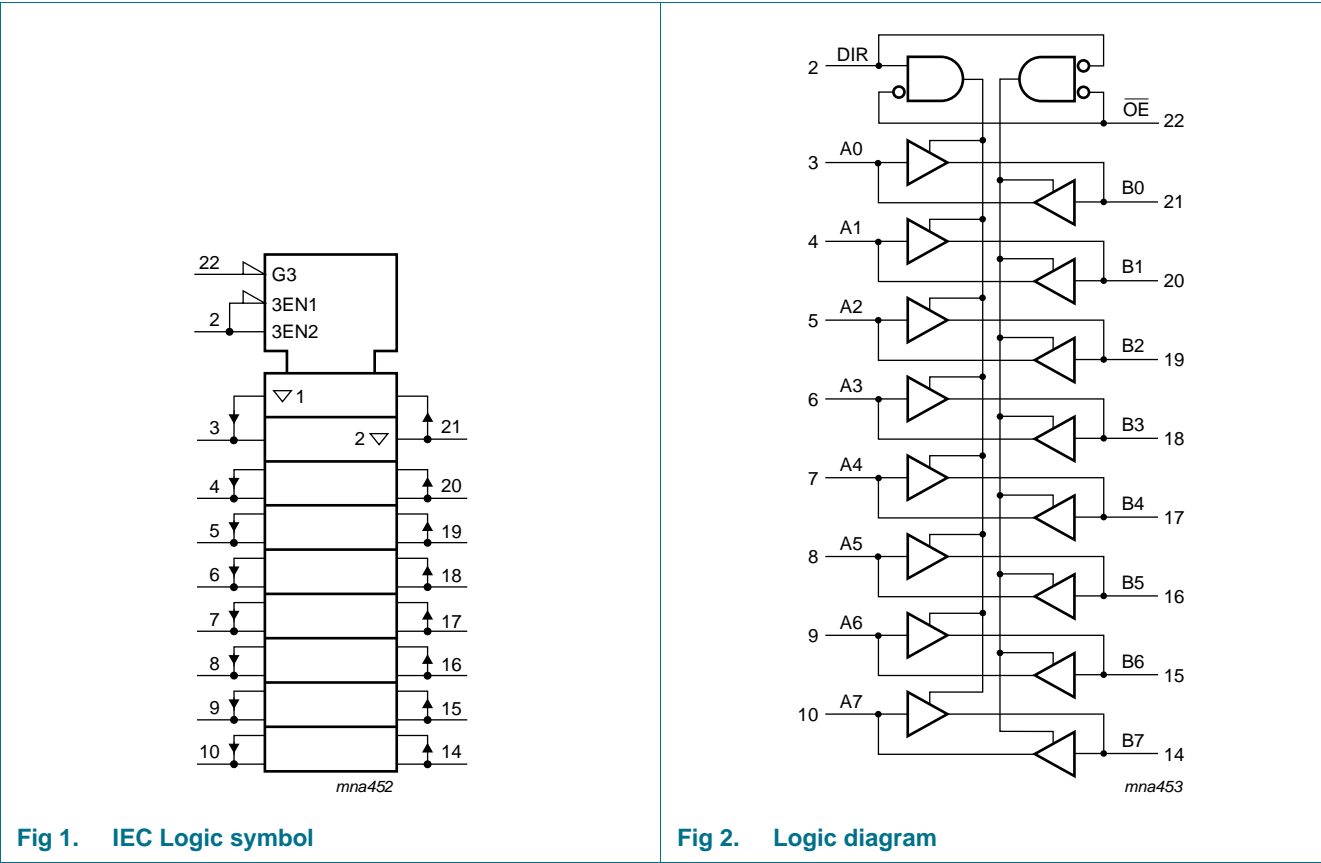 22
G3
3EN1
2
3EN2
1
3
21
2
4
20
5
19
6
18
7
17
8
16
9
15
10
14
mna452
Fig 1. IEC Logic symbol
2
DIR
OE
22
3
A0
B0
21
4
A1
B1
20
5
A2
B2
19
6
A3
B3
18
7
A4
B4
17
8
A5
B5
16
9
A6
B6
15
10
A7
B7
14
mna453
Fig 2. Logic diagram